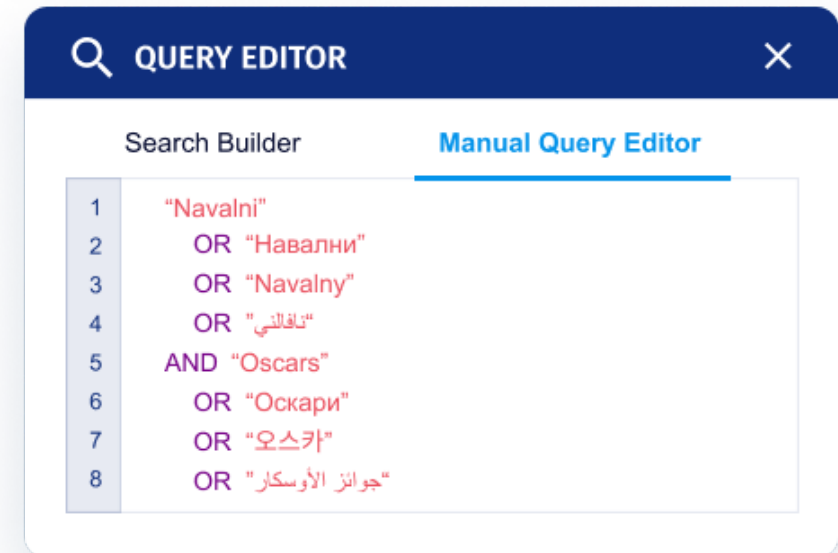 QUERY EDITOR
Search Builder
Manual Query Editor
1 “Navalni”
2 OR “Навални”
3 OR “Navalny”
4 OR “نافالني”
5 AND “Oscars”
6 OR “Оскари”
7 OR “오스카”
8 OR “جوائز الأوسكار”